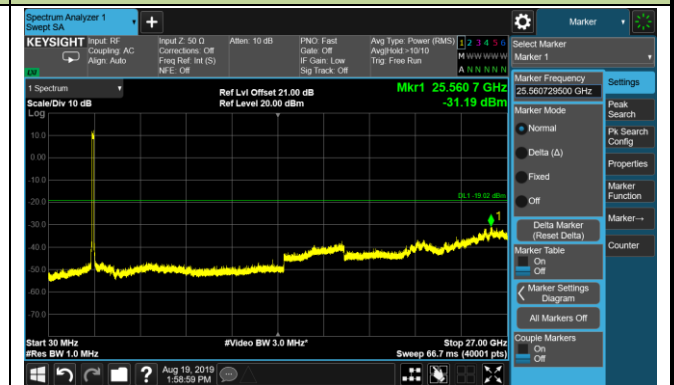 Spectrum Analyzer 1
Swept SA
+
Marker
KEYSIGHT
Input: RF
Coupling: AC
Align: Auto
Input Z: 50 Ω
Corrections: Off
Freq Ref: Int (S)
NFE: Off
Atten: 10 dB
PNO: Fast
Gate: Off
IF Gain: Low
Sig Track: Off
Avg Type: Power (RMS)
Avg|Hold >10/10
Trig: Free Run
1 2 3 4 5 6
M W W W W W
A N N N N N
LXI
Select Marker
Marker 1
1 Spectrum
Scale/Div 10 dB
Log
Ref Lvl Offset 21.00 dB
Ref Level 20.00 dBm
Mkr1 25.560 7 GHz
-31.19 dBm
10.0
0.00
-10.0
-20.0
-30.0
-40.0
-50.0
-60.0
-70.0
DL1 -19.02 dBm
1
Start 30 MHz
#Res BW 1.0 MHz
#Video BW 3.0 MHz*
Stop 27.00 GHz
Sweep 66.7 ms (40001 pts)
Marker Frequency
25.560729500 GHz
Marker Mode
Normal
Delta (Δ)
Fixed
Off
Delta Marker
(Reset Delta)
Marker Table
On
Off
Marker Settings
Diagram
All Markers Off
Couple Markers
On
Off
Settings
Peak
Search
Pk Search
Config
Properties
Marker
Function
Marker→
Counter
?
Aug 19, 2019
1:58:59 PM